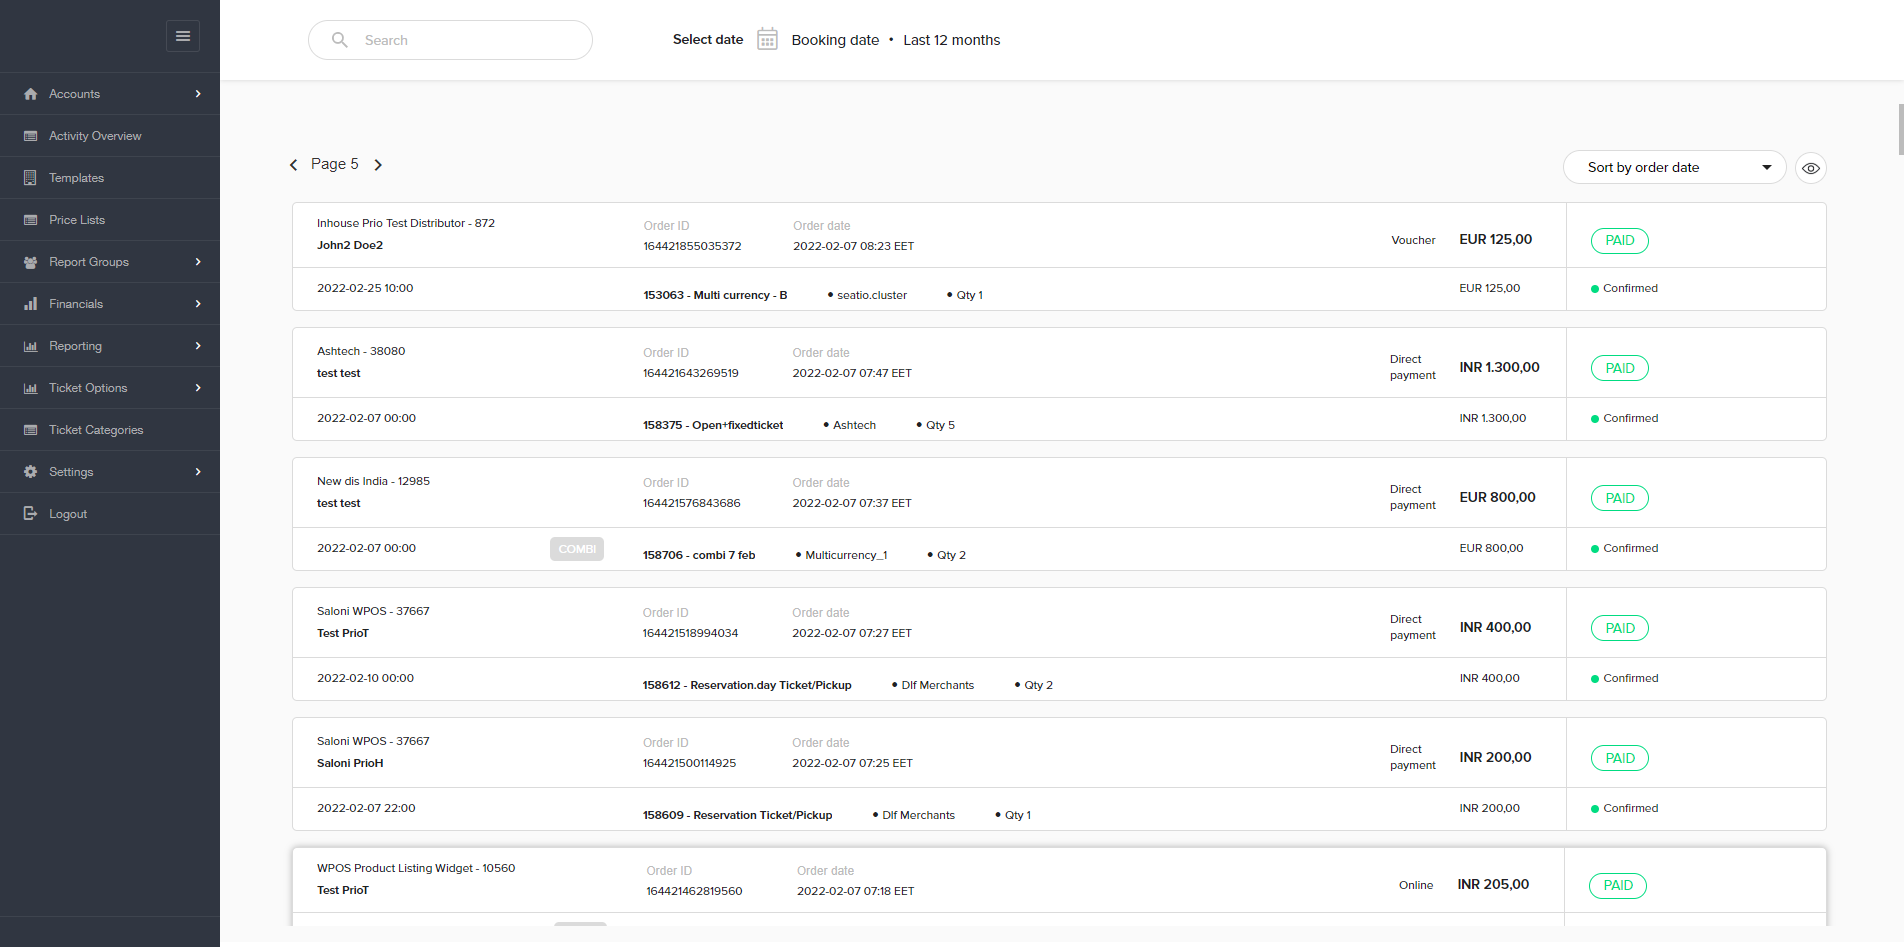 Search
Select date Booking date • Last 12 months
Accounts
Activity Overview
Templates
Price Lists
Report Groups
Financials
Reporting
Ticket Options
Ticket Categories
Settings
Logout
Page 5
Sort by order date
Inhouse Prio Test Distributor - 872
John2 Doe2
Order ID
164421855035372
Order date
2022-02-07 08:23 EET
Voucher
EUR 125,00
PAID
2022-02-25 10:00
153063 - Multi currency - B • seatio.cluster • Qty 1
EUR 125,00
Confirmed
Ashtech - 38080
test test
Order ID
164421643269519
Order date
2022-02-07 07:47 EET
Direct
payment
INR 1.300,00
PAID
2022-02-07 00:00
158375 - Open+fixedticket • Ashtech • Qty 5
INR 1.300,00
Confirmed
New dis India - 12985
test test
Order ID
164421576843686
Order date
2022-02-07 07:37 EET
Direct
payment
EUR 800,00
PAID
2022-02-07 00:00
COMBI
158706 - combi 7 feb • Multicurrency_1 • Qty 2
EUR 800,00
Confirmed
Saloni WPOS - 37667
Test PrioT
Order ID
164421518994034
Order date
2022-02-07 07:27 EET
Direct
payment
INR 400,00
PAID
2022-02-10 00:00
158612 - Reservation.day Ticket/Pickup • Dlf Merchants • Qty 2
INR 400,00
Confirmed
Saloni WPOS - 37667
Saloni PrioH
Order ID
164421500114925
Order date
2022-02-07 07:25 EET
Direct
payment
INR 200,00
PAID
2022-02-07 22:00
158609 - Reservation Ticket/Pickup • Dlf Merchants • Qty 1
INR 200,00
Confirmed
WPOS Product Listing Widget - 10560
Test PrioT
Order ID
164421462819560
Order date
2022-02-07 07:18 EET
Online
INR 205,00
PAID